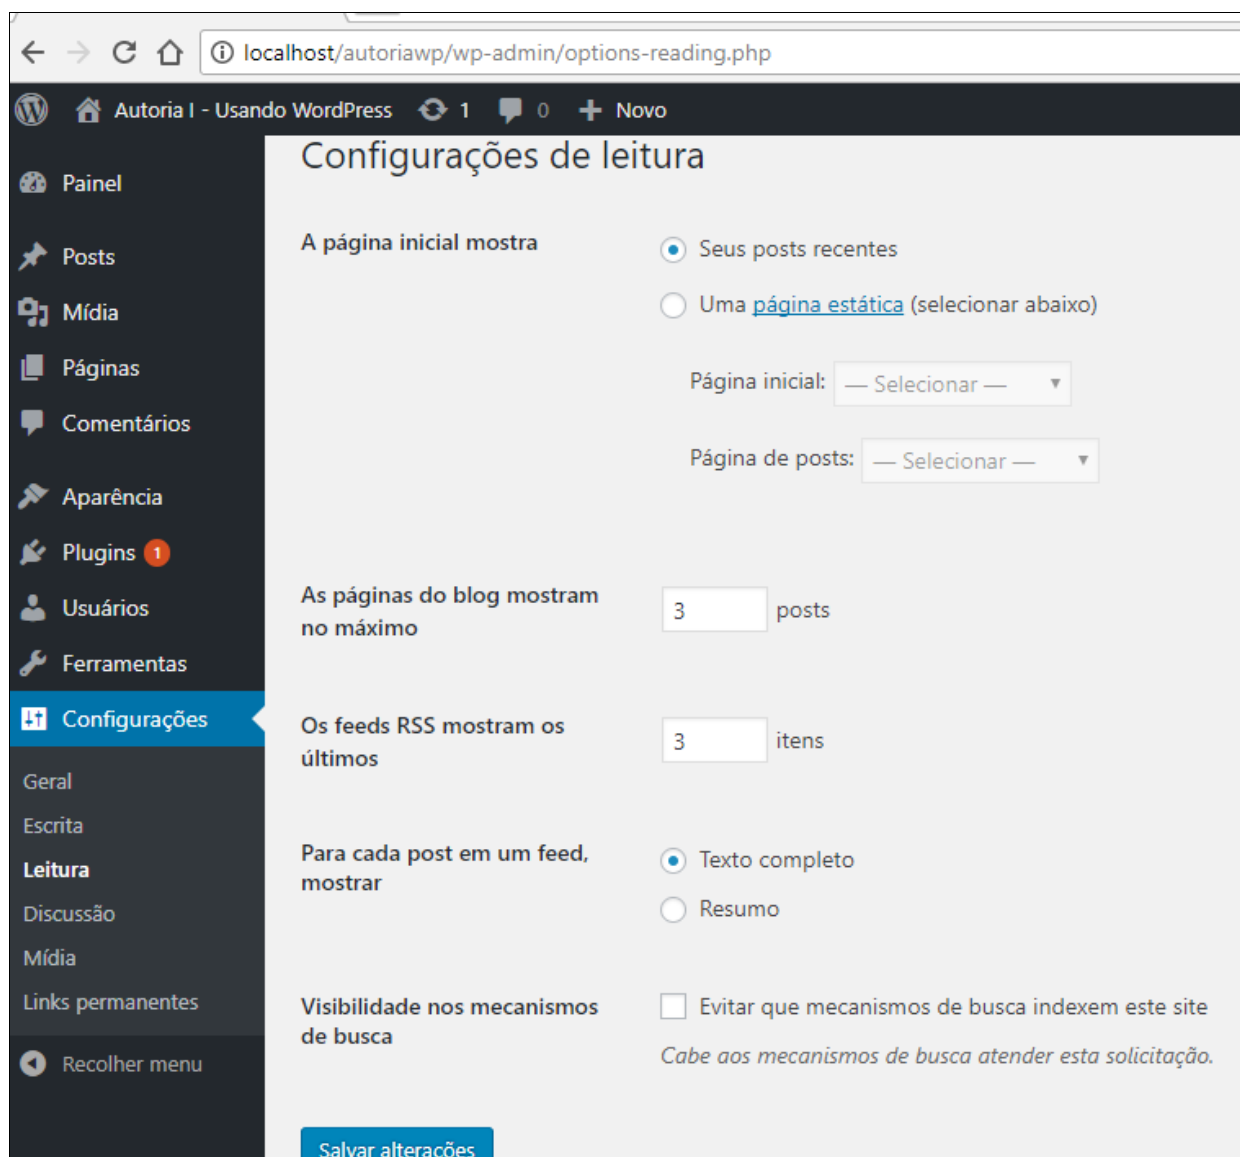 localhost/autoriawp/wp-admin/options-reading.php
Autoria I - Usando WordPress 1 0 + Novo
Configurações de leitura
Painel
Posts
Mídia
Páginas
Comentários
Aparência
Plugins 1
Usuários
Ferramentas
Configurações
Geral
Escrita
Leitura
Discussão
Mídia
Links permanentes
Recolher menu
A página inicial mostra
Seus posts recentes
Uma página estática (selecionar abaixo)
Página inicial: — Selecionar —
Página de posts: — Selecionar —
As páginas do blog mostram
no máximo
3 posts
Os feeds RSS mostram os
últimos
3 itens
Para cada post em um feed,
mostrar
Texto completo
Resumo
Visibilidade nos mecanismos
de busca
Evitar que mecanismos de busca indexem este site
Cabe aos mecanismos de busca atender esta solicitação.
Salvar alterações